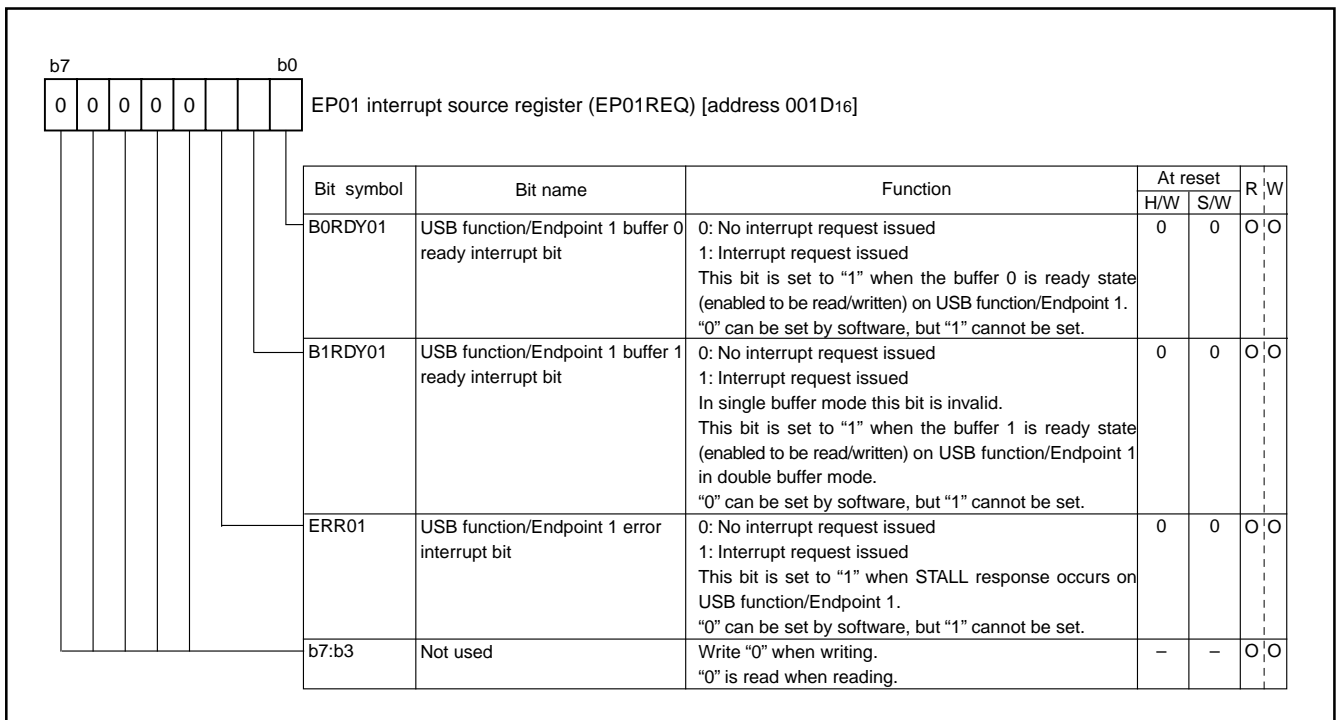 b7 b0
0 0 0 0 0 EP01 interrupt source register (EP01REQ) [address 001D16]
Bit symbol Bit name Function At reset R W
H/W S/W
B0RDY01 USB function/Endpoint 1 buffer 0 0: No interrupt request issued 0 0 O O
ready interrupt bit 1: Interrupt request issued
This bit is set to “1” when the buffer 0 is ready state
(enabled to be read/written) on USB function/Endpoint 1.
“0” can be set by software, but “1” cannot be set.
B1RDY01 USB function/Endpoint 1 buffer 1 0: No interrupt request issued 0 0 O O
ready interrupt bit 1: Interrupt request issued
In single buffer mode this bit is invalid.
This bit is set to “1” when the buffer 1 is ready state
(enabled to be read/written) on USB function/Endpoint 1
in double buffer mode.
“0” can be set by software, but “1” cannot be set.
ERR01 USB function/Endpoint 1 error 0: No interrupt request issued 0 0 O O
interrupt bit 1: Interrupt request issued
This bit is set to “1” when STALL response occurs on
USB function/Endpoint 1.
“0” can be set by software, but “1” cannot be set.
b7:b3 Not used Write “0” when writing. – – O O
“0” is read when reading.